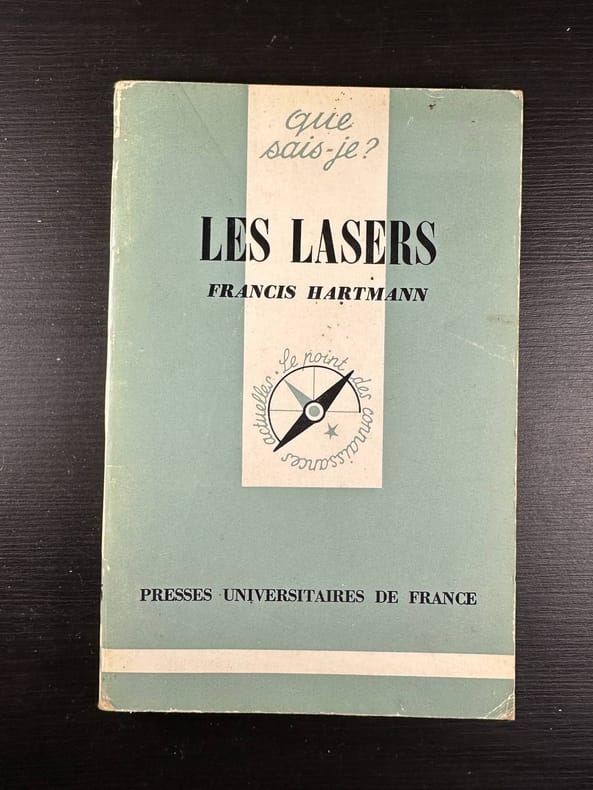 que
sais-je?
LES LASERS
FRANCIS HARTMANN
Le point des connaissances actuelles.
PRESSES UNIVERSITAIRES DE FRANCE